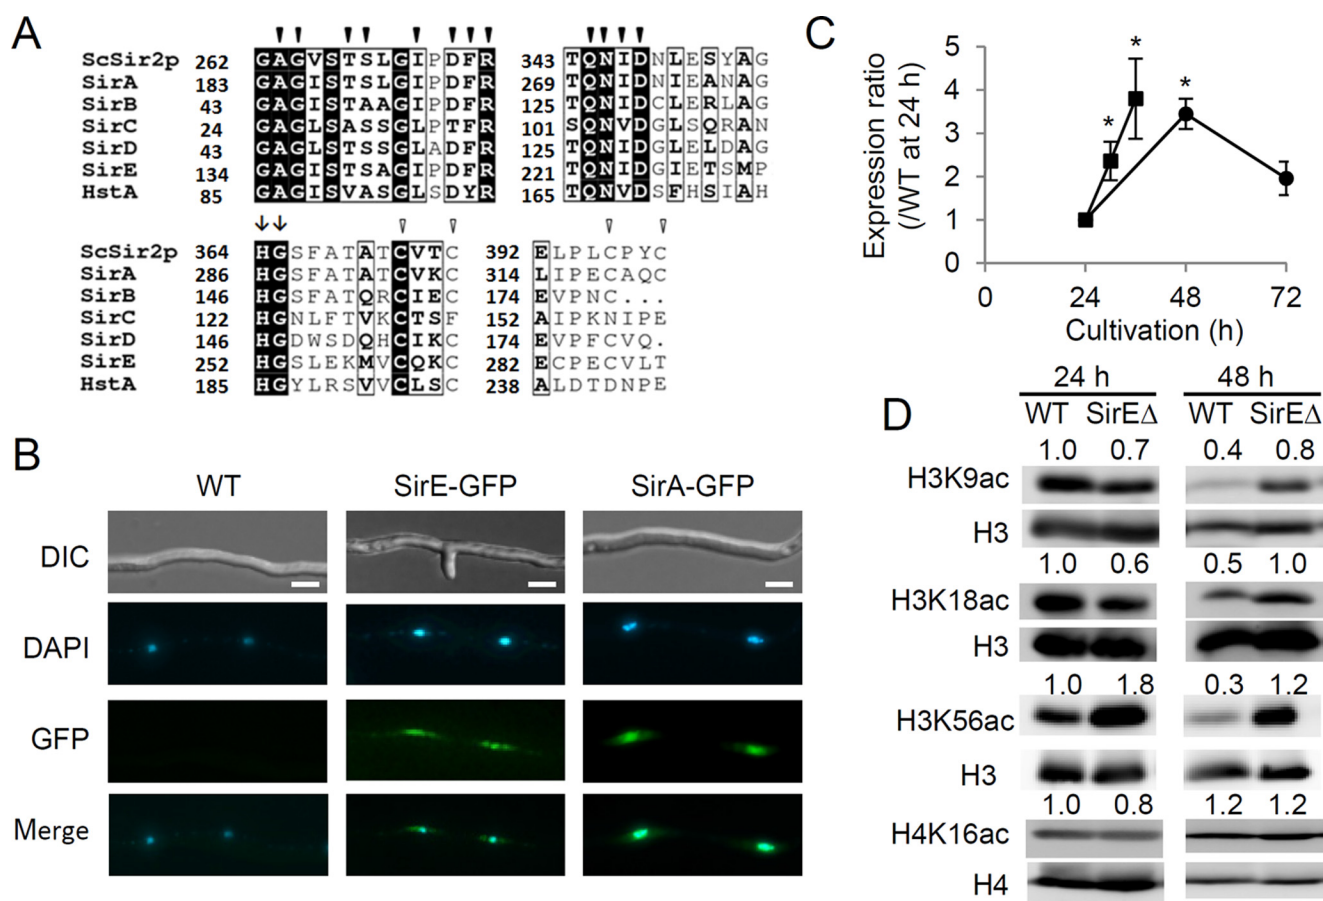 A
ScSir2p 262 GAGVSTSLGIPDFR 343 TQNIDNLESYAG
SirA 183 GAGISTSLGIPDFR 269 TQNIDNIEANAG
SirB 43 GAGISTAAGIPDFR 125 TQNIDCLERLAG
SirC 24 GAGLSASSGLPTFR 101 SQNVDGLSQRAN
SirD 43 GAGISTSSGLADFR 125 TQNIDGLELDAG
SirE 134 GAGISTSSGIPDFR 221 TQNIDGIETSMP
HstA 85 GAGISVASGLSDYR 165 TQNVDSFHSIAH
ScSir2p 364 HGSFATATCVTC 392 ELPLCPYC
SirA 286 HGSFATATCVKC 314 LIPECAQC
SirB 146 HGSFATQRCIEC 174 EVPNC...
SirC 122 HGNLFTVKCTSF 152 AIPKNIPE
SirD 146 HGDWSDQHCIKC 174 EVPFCVQ.
SirE 252 HGSLEKMVCQKC 282 ECPECVLT
HstA 185 HGYLRSVVCLSC 238 ALDTDNPE
B
WT SirE-GFP SirA-GFP
DIC
DAPI
GFP
Merge
C
Expression ratio
(/WT at 24 h)
5
4
3
2
1
0
* * *
0 24 48 72
Cultivation (h)
D
24 h 48 h
WT SirEΔ WT SirEΔ
1.0 0.7 0.4 0.8
H3K9ac
H3
1.0 0.6 0.5 1.0
H3K18ac
H3
1.0 1.8 0.3 1.2
H3K56ac
H3
1.0 0.8 1.2 1.2
H4K16ac
H4